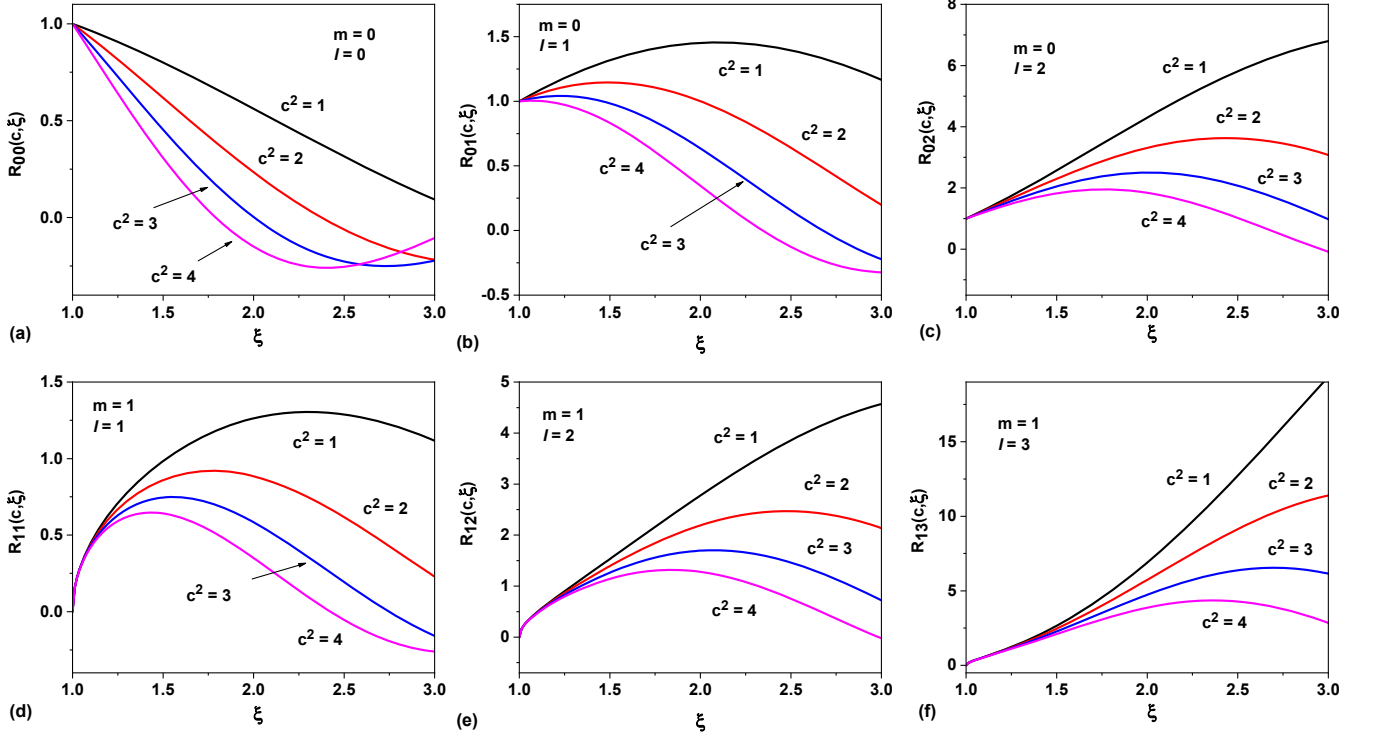 1.0
0.5
0.0
R00(c,ξ)
m = 0
l = 0
c² = 1
c² = 2
c² = 3
c² = 4
1.0 1.5 2.0 2.5 3.0
ξ
(a)
1.5
1.0
0.5
0.0
-0.5
R01(c,ξ)
m = 0
l = 1
c² = 1
c² = 2
c² = 4
c² = 3
1.0 1.5 2.0 2.5 3.0
ξ
(b)
8
6
4
2
0
R02(c,ξ)
m = 0
l = 2
c² = 1
c² = 2
c² = 3
c² = 4
1.0 1.5 2.0 2.5 3.0
ξ
(c)
1.5
1.0
0.5
0.0
R11(c,ξ)
m = 1
l = 1
c² = 1
c² = 2
c² = 3
c² = 4
1.0 1.5 2.0 2.5 3.0
ξ
(d)
5
4
3
2
1
0
R12(c,ξ)
m = 1
l = 2
c² = 1
c² = 2
c² = 3
c² = 4
1.0 1.5 2.0 2.5 3.0
ξ
(e)
15
10
5
0
R13(c,ξ)
m = 1
l = 3
c² = 1
c² = 2
c² = 3
c² = 4
1.0 1.5 2.0 2.5 3.0
ξ
(f)